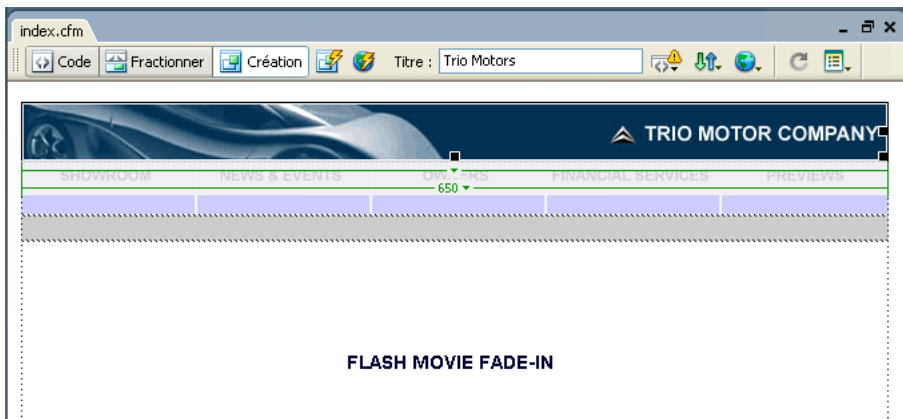 index.cfm
Code Fractionner Création Titre : Trio Motors
TRIO MOTOR COMPANY
SHOWROOM NEWS & EVENTS FINANCIAL SERVICES PREVIEWS
650
FLASH MOVIE FADE-IN